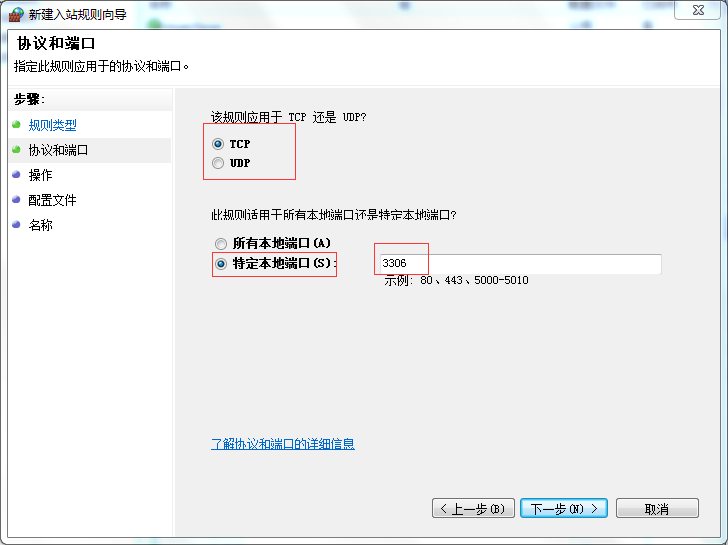 新建入站规则向导
协议和端口
指定此规则应用于的协议和端口。
步骤:
规则类型
协议和端口
操作
配置文件
名称
该规则应用于 TCP 还是 UDP?
TCP
UDP
此规则适用于所有本地端口还是特定本地端口?
所有本地端口(A)
特定本地端口(S):
3306
示例: 80、443、5000-5010
了解协议和端口的详细信息
< 上一步(B)
下一步(N) >
取消